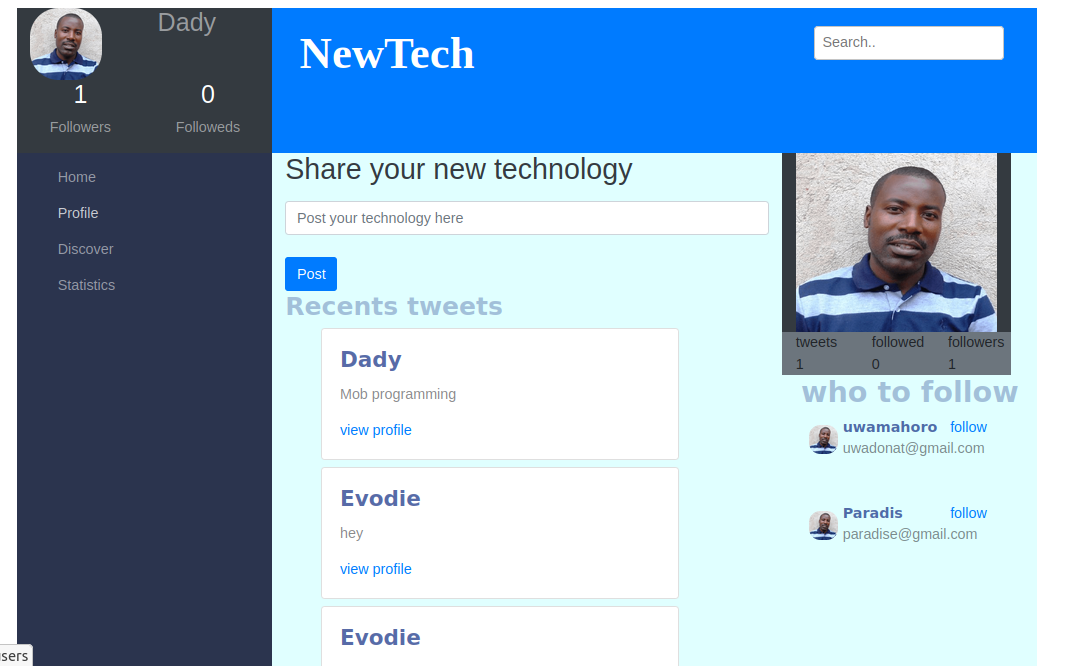 Dady
1 0
Followers Followeds
Home
Profile
Discover
Statistics
NewTech
Search..
Share your new technology
Post your technology here
Post
Recents tweets
Dady
Mob programming
view profile
Evodie
hey
view profile
Evodie
tweets followed followers
1 0 1
who to follow
uwamahoro follow
uwadonat@gmail.com
Paradis follow
paradise@gmail.com